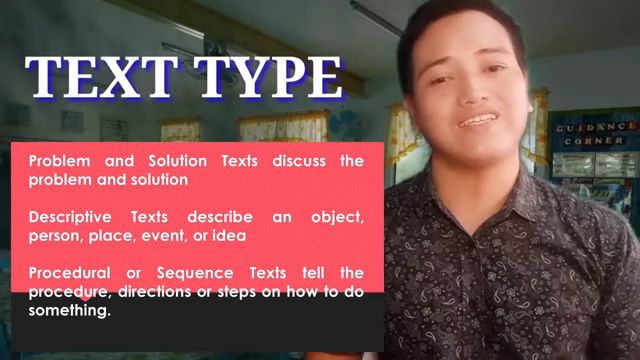 TEXT TYPE
Problem and Solution Texts discuss the
problem and solution
Descriptive Texts describe an object,
person, place, event, or idea
Procedural or Sequence Texts tell the
procedure, directions or steps on how to do
something.
GUIDANCE
CORNER